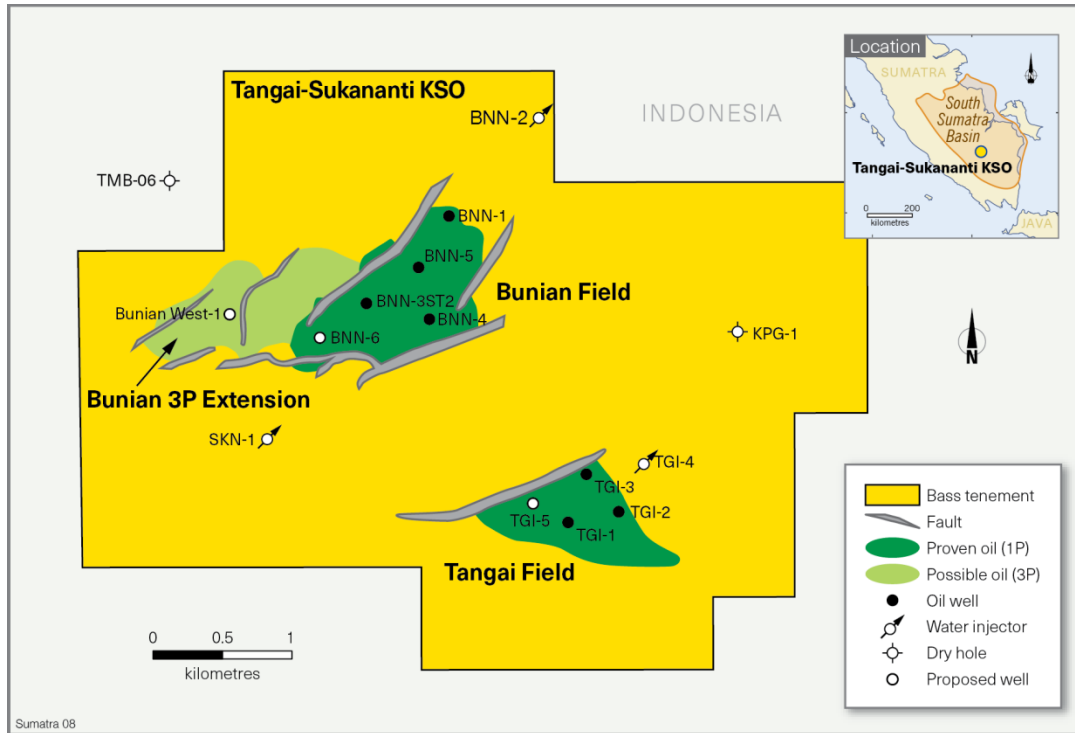 Tangai-Sukananti KSO
BNN-2
INDONESIA
Location
SUMATRA
N
South
Sumatra
Basin
Tangai-Sukananti KSO
0 200
kilometres
JAVA
TMB-06
BNN-1
BNN-5
Bunian Field
BNN-3ST2
Bunian West-1
BNN-4
BNN-6
KPG-1
N
Bunian 3P Extension
SKN-1
TGI-4
TGI-3
TGI-5
TGI-2
TGI-1
Tangai Field
Bass tenement
Fault
Proven oil (1P)
Possible oil (3P)
Oil well
Water injector
Dry hole
Proposed well
0 0.5 1
kilometres
Sumatra 08